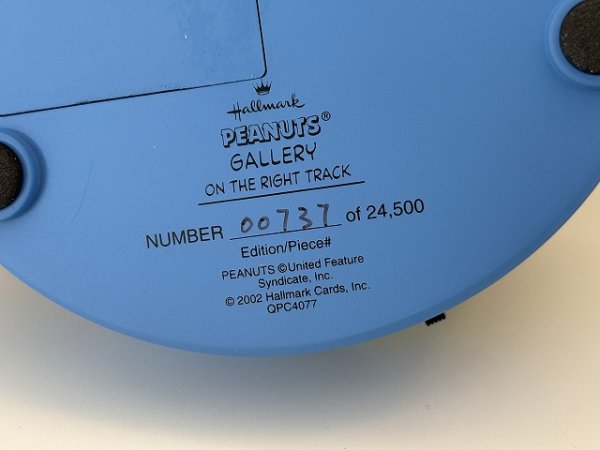 Hallmark
PEANUTS®
GALLERY
ON THE RIGHT TRACK
NUMBER 00737 of 24,500
Edition/Piece#
PEANUTS ©United Feature
Syndicate, Inc.
© 2002 Hallmark Cards, Inc.
QPC4077